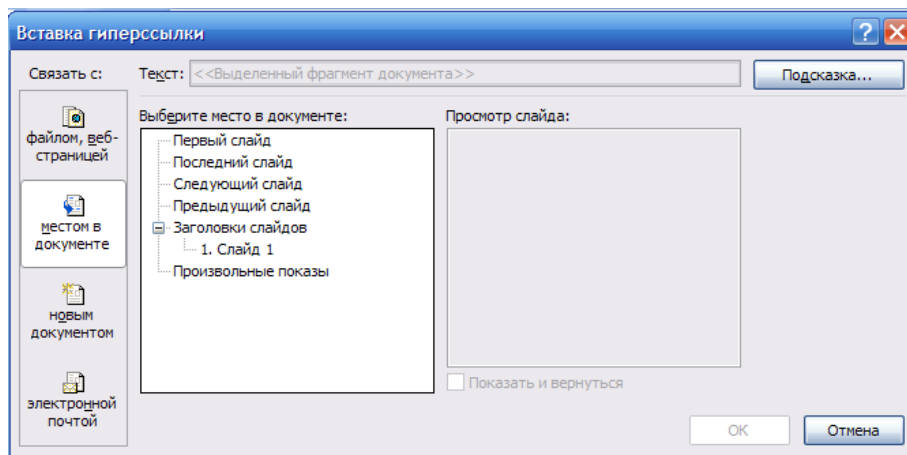 Вставка гиперссылки
Связать с:
Текст: <<Выделенный фрагмент документа>>
Подсказка...
файлом, веб-
страницей
местом в
документе
новым
документом
электронной
почтой
Выберите место в документе:
Первый слайд
Последний слайд
Следующий слайд
Предыдущий слайд
Заголовки слайдов
1. Слайд 1
Произвольные показы
Просмотр слайда:
Показать и вернуться
ОК
Отмена